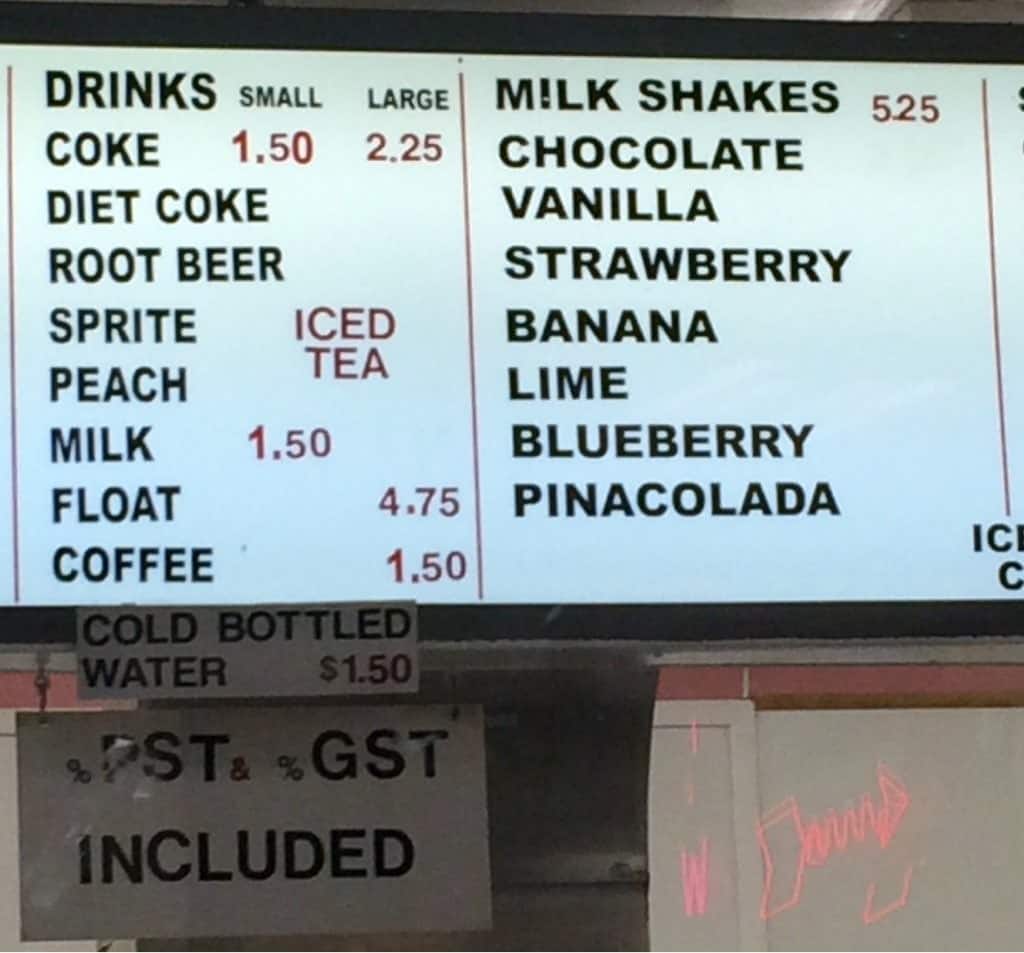 DRINKS SMALL LARGE
COKE 1.50 2.25
DIET COKE
ROOT BEER
SPRITE ICED
TEA
PEACH
MILK 1.50
FLOAT 4.75
COFFEE 1.50
M!LK SHAKES 525
CHOCOLATE
VANILLA
STRAWBERRY
BANANA
LIME
BLUEBERRY
PINACOLADA
COLD BOTTLED
WATER $1.50
% PST & % GST
INCLUDED